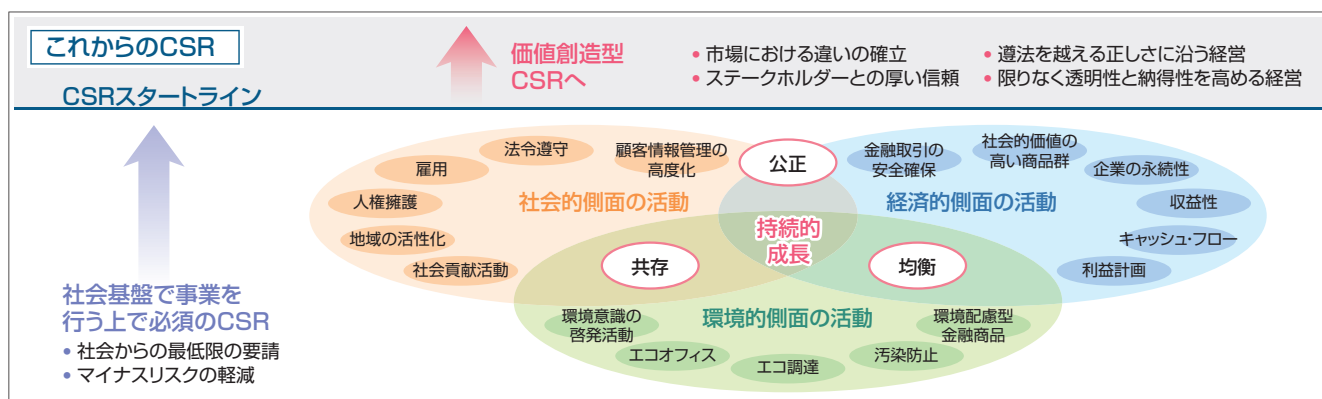 これからのCSR
CSRスタートライン
価値創造型
CSRへ
• 市場における違いの確立
• ステークホルダーとの厚い信頼
• 遵法を越える正しさに沿う経営
• 限りなく透明性と納得性を高める経営
社会基盤で事業を
行う上で必須のCSR
• 社会からの最低限の要請
• マイナスリスクの軽減
法令遵守
顧客情報管理の
高度化
雇用
人権擁護
地域の活性化
社会貢献活動
社会的側面の活動
公正
金融取引の
安全確保
社会的価値の
高い商品群
企業の永続性
収益性
キャッシュ・フロー
利益計画
経済的側面の活動
持続的
成長
共存
均衡
環境的側面の活動
環境意識の
啓発活動
エコオフィス
エコ調達
汚染防止
環境配慮型
金融商品